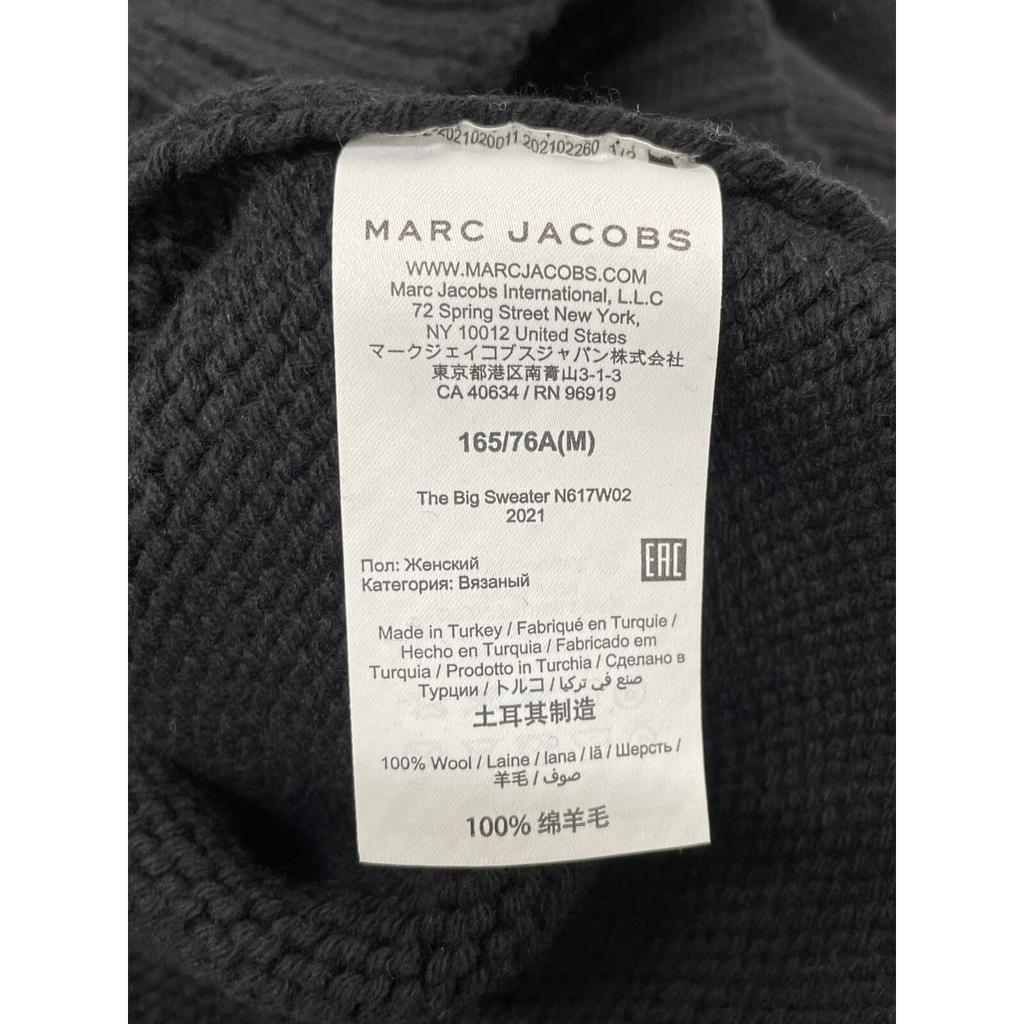 2021020011 202102260
MARC JACOBS
WWW.MARCJACOBS.COM
Marc Jacobs International, L.L.C
72 Spring Street New York,
NY 10012 United States
マークジェイコブスジャパン株式会社
東京都港区南青山3-1-3
CA 40634 / RN 96919
165/76A(M)
The Big Sweater N617W02
2021
Пол: Женский
Категория: Вязаный
EAC
Made in Turkey / Fabriqué en Turquie /
Hecho en Turquia / Fabricado em
Turquia / Prodotto in Turchia / Сделано в
Турции / トルコ / صنع في تركيا
土耳其制造
100% Wool / Laine / lana / lã / Шерсть /
羊毛 / صوف
100% 绵羊毛